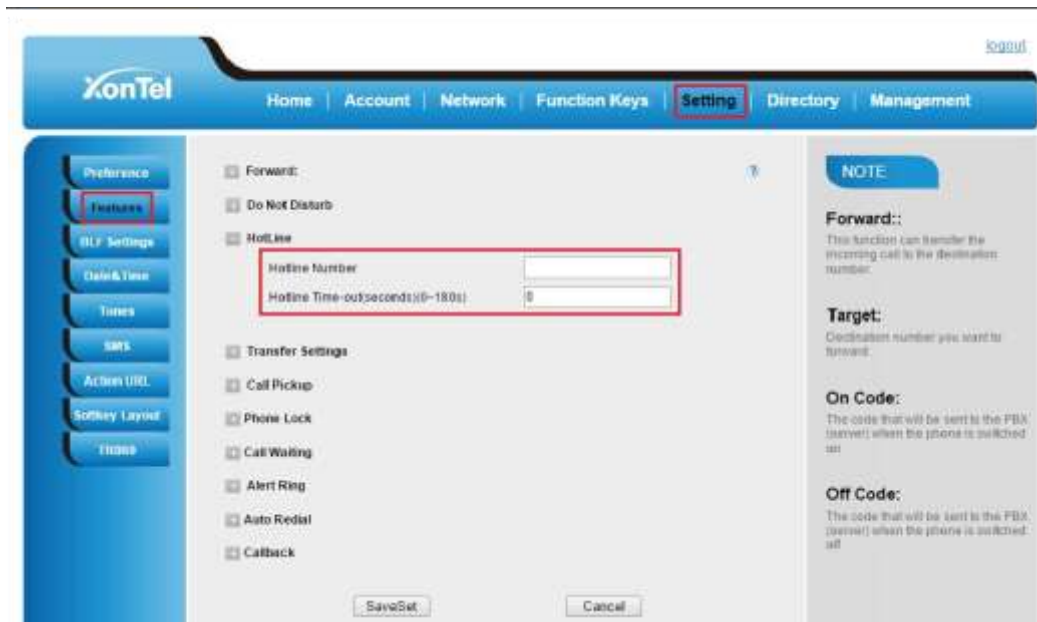 logout
XonTel
Home | Account | Network | Function Keys | Setting | Directory | Management
Preference
Features
BLF Settings
Date&Time
Tones
SMS
Action URL
Softkey Layout
Forward:
?
Do Not Disturb
HotLine
Hotline Number
Hotline Time-out(seconds)(0~180s)
0
Transfer Settings
Call Pickup
Phone Lock
Call Waiting
Alert Ring
Auto Redial
Callback
SaveSet
Cancel
NOTE
Forward::
This function can transfer the
incoming call to the destination
number.
Target:
Destination number you want to
forward.
On Code:
The code that will be sent to the PBX
(server) when the phone is switched
on
Off Code:
The code that will be sent to the PBX
(server) when the phone is switched
off